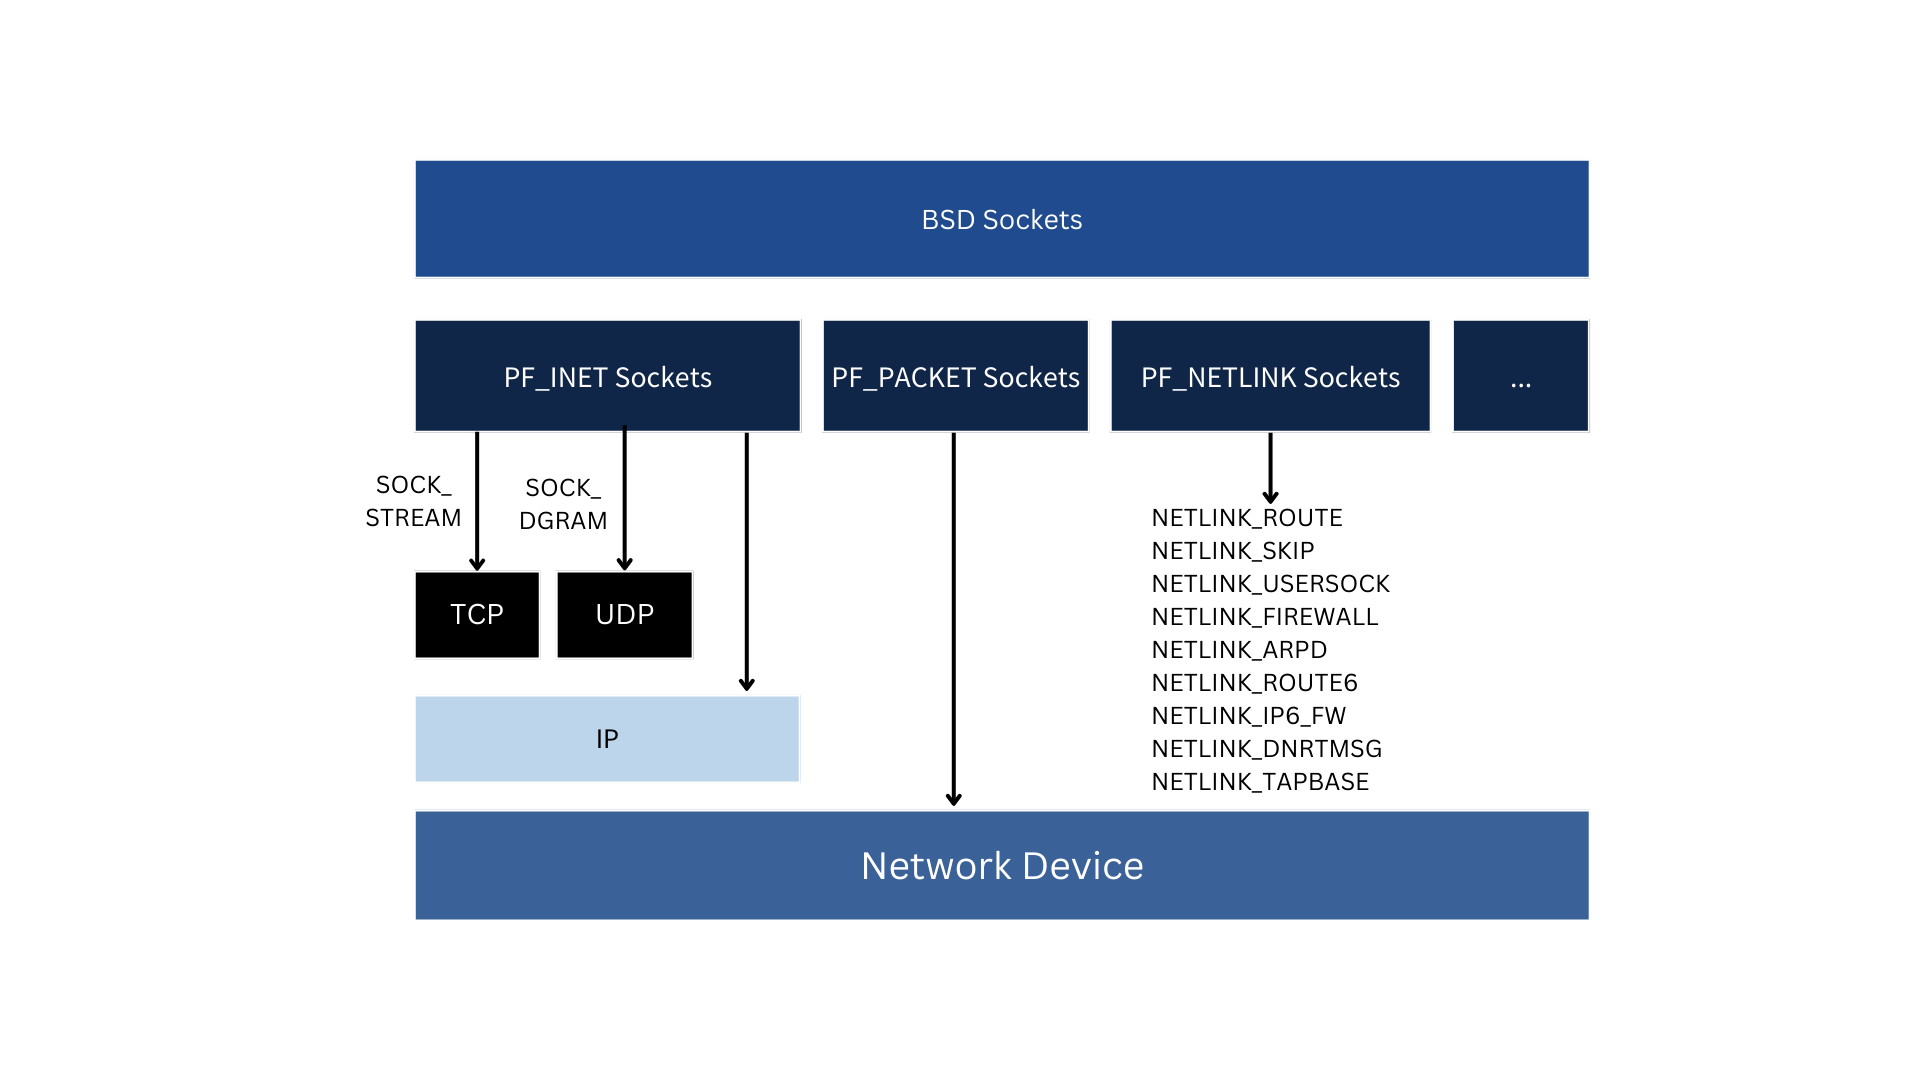 BSD Sockets
PF_INET Sockets
PF_PACKET Sockets
PF_NETLINK Sockets
...
SOCK_
STREAM
SOCK_
DGRAM
TCP
UDP
IP
NETLINK_ROUTE
NETLINK_SKIP
NETLINK_USERSOCK
NETLINK_FIREWALL
NETLINK_ARPD
NETLINK_ROUTE6
NETLINK_IP6_FW
NETLINK_DNRTMSG
NETLINK_TAPBASE
Network Device